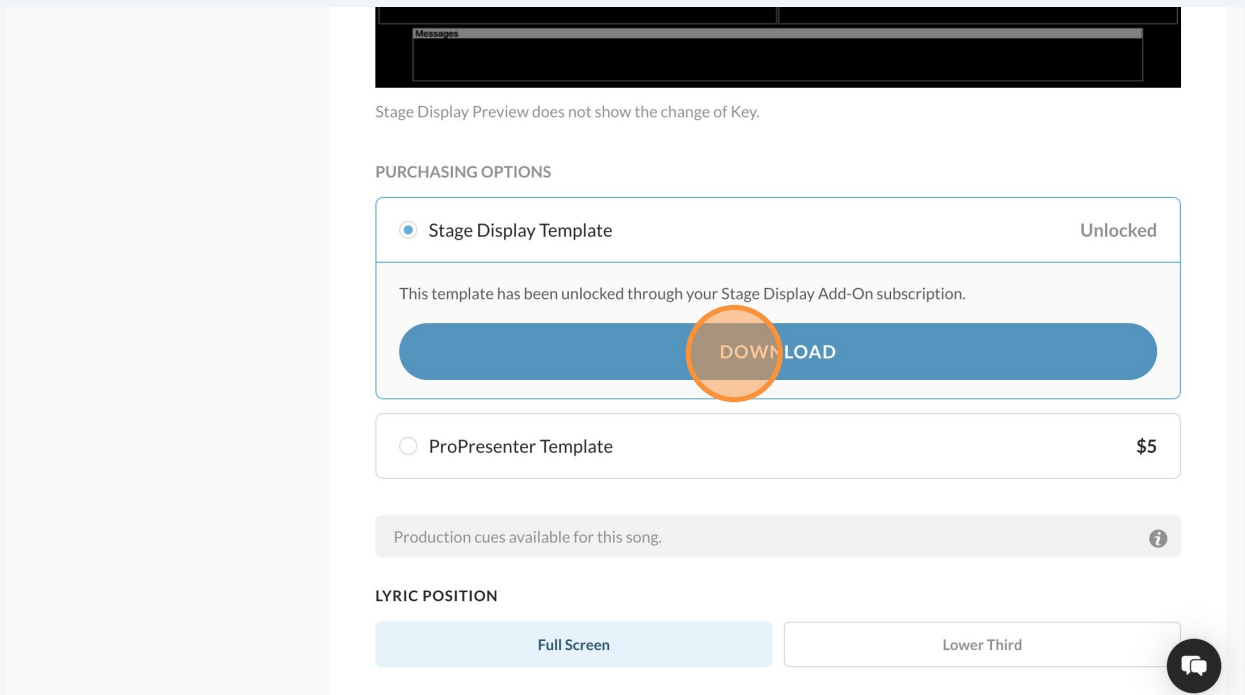 Messages
Stage Display Preview does not show the change of Key.
PURCHASING OPTIONS
Stage Display Template
Unlocked
This template has been unlocked through your Stage Display Add-On subscription.
DOWNLOAD
ProPresenter Template
$5
Production cues available for this song.
LYRIC POSITION
Full Screen
Lower Third